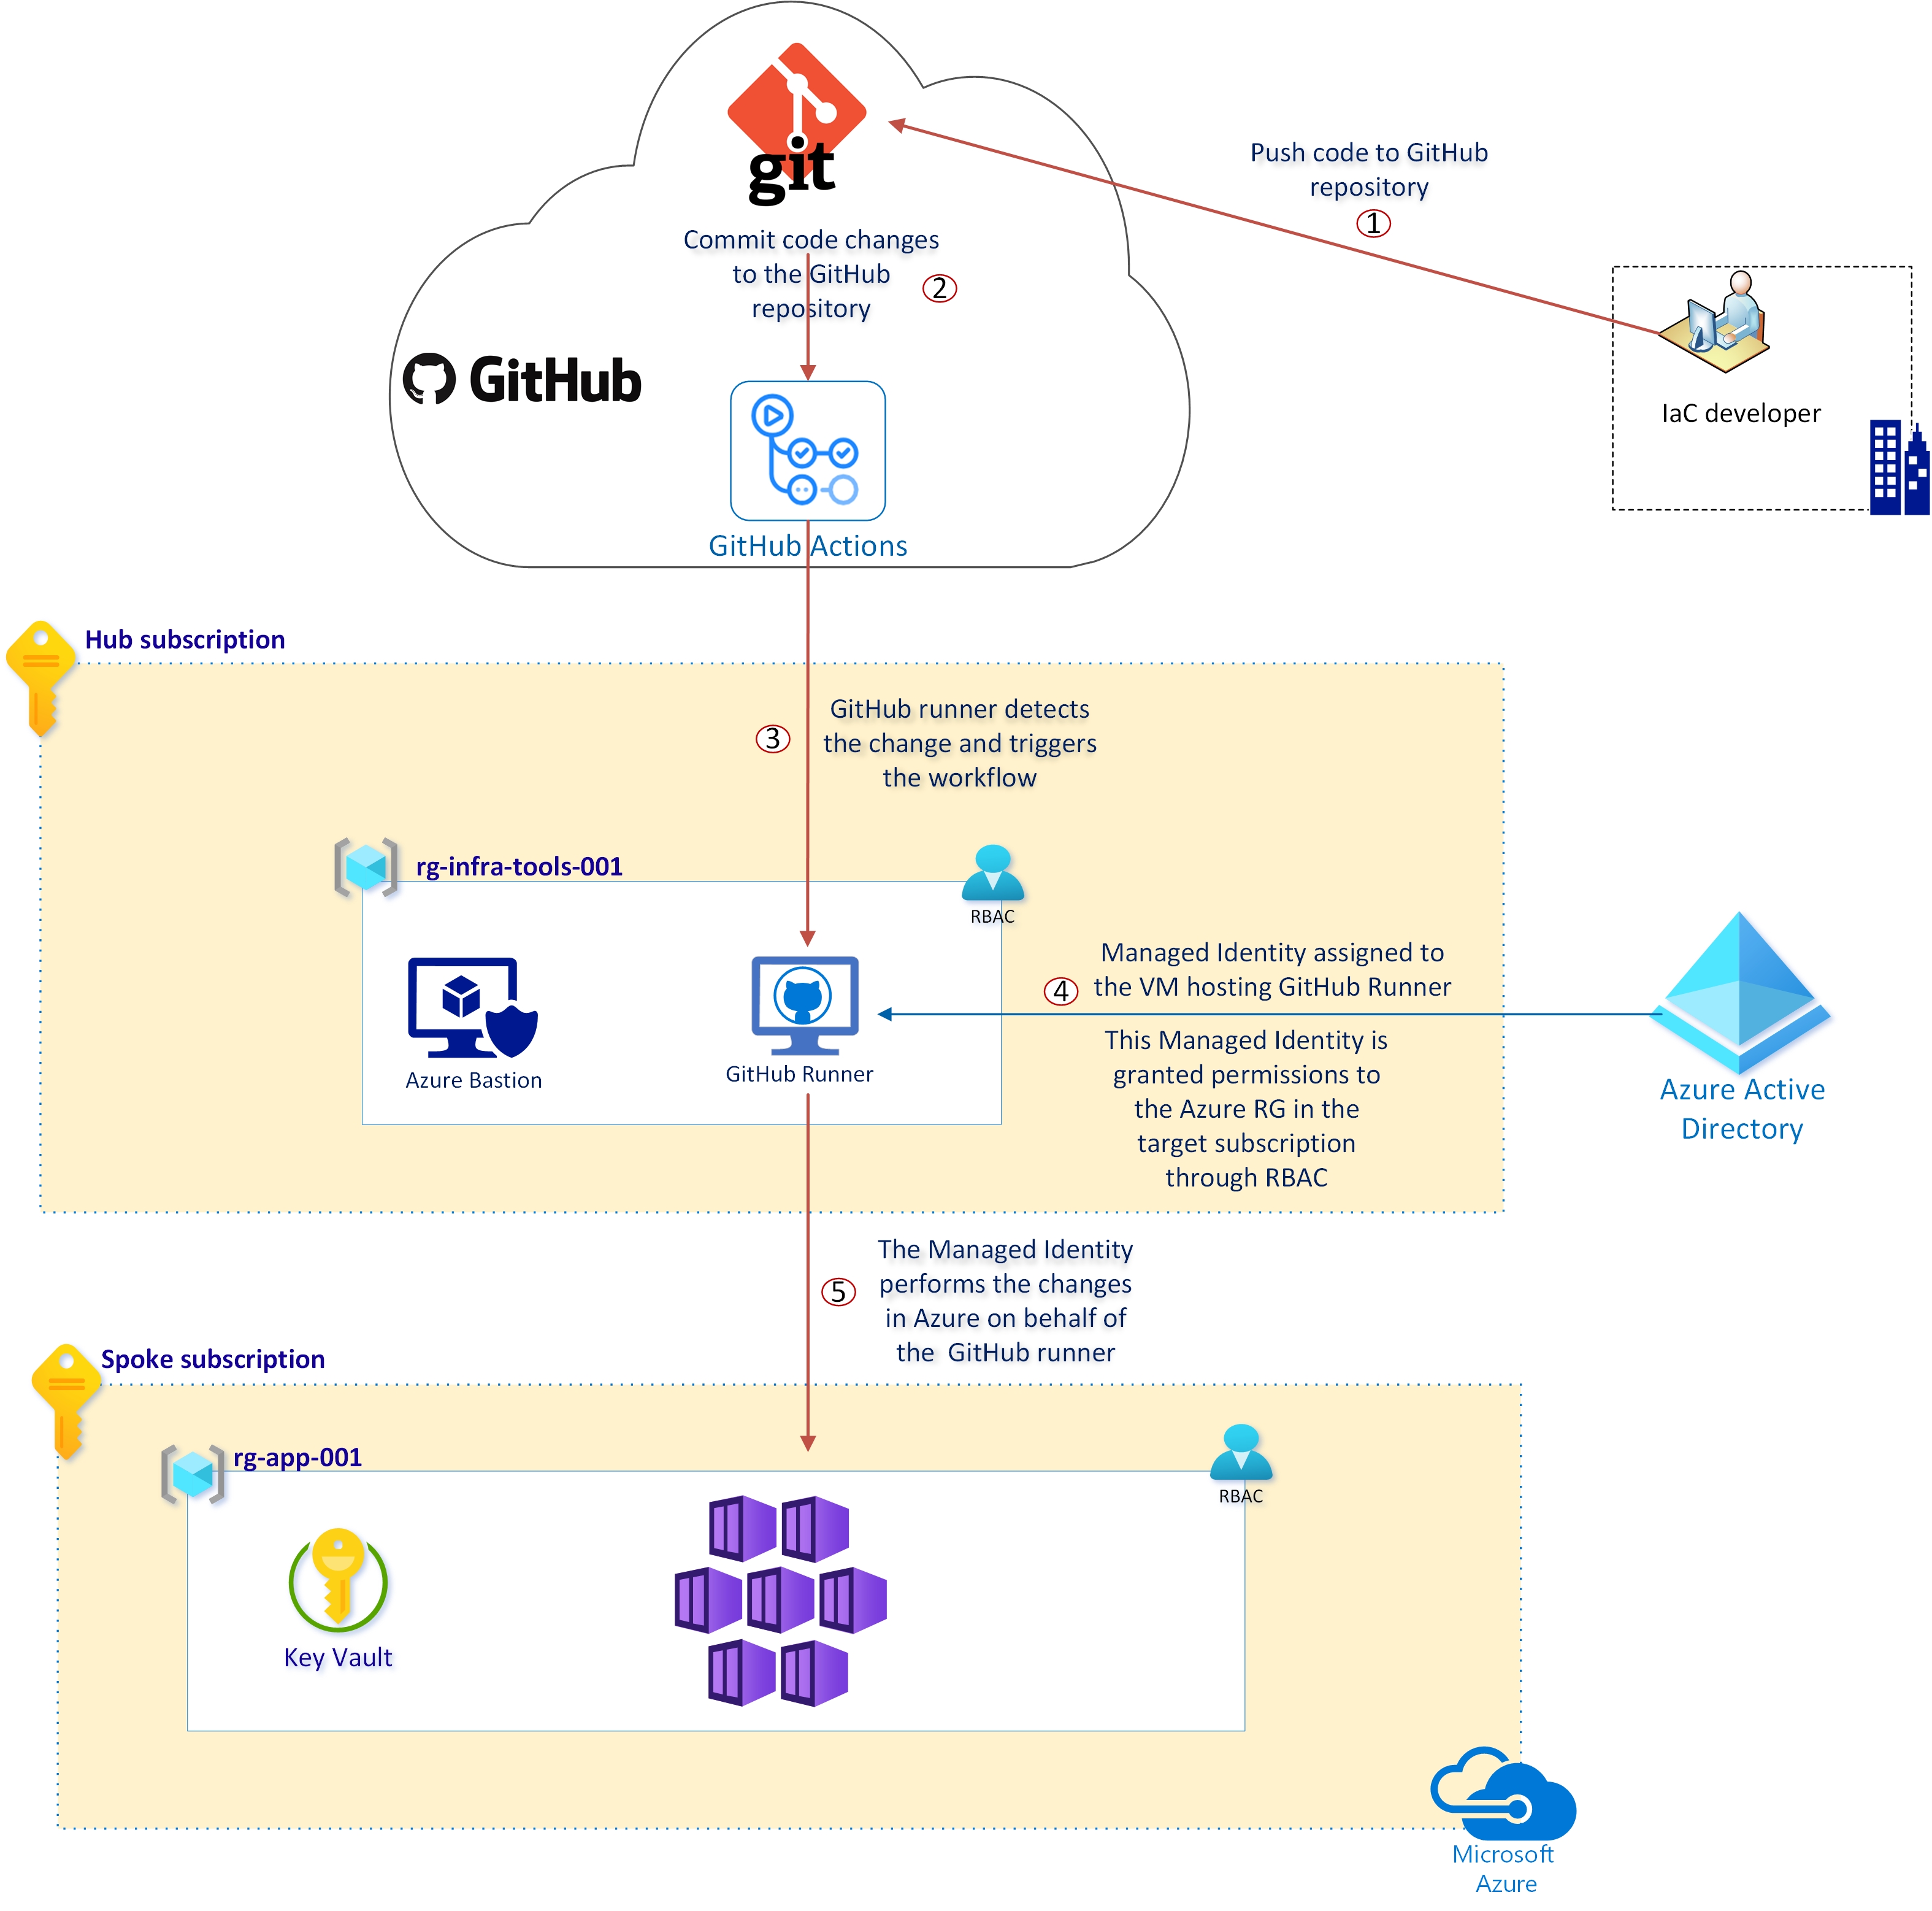 git
Push code to GitHub
repository
1
Commit code changes
to the GitHub
repository
2
GitHub
IaC developer
GitHub Actions
Hub subscription
GitHub runner detects
the change and triggers
the workflow
3
rg-infra-tools-001
RBAC
Managed Identity assigned to
the VM hosting GitHub Runner
4
This Managed Identity is
granted permissions to
the Azure RG in the
target subscription
through RBAC
Azure Bastion
GitHub Runner
Azure Active
Directory
The Managed Identity
performs the changes
in Azure on behalf of
the  GitHub runner
5
Spoke subscription
rg-app-001
RBAC
Key Vault
Microsoft
Azure